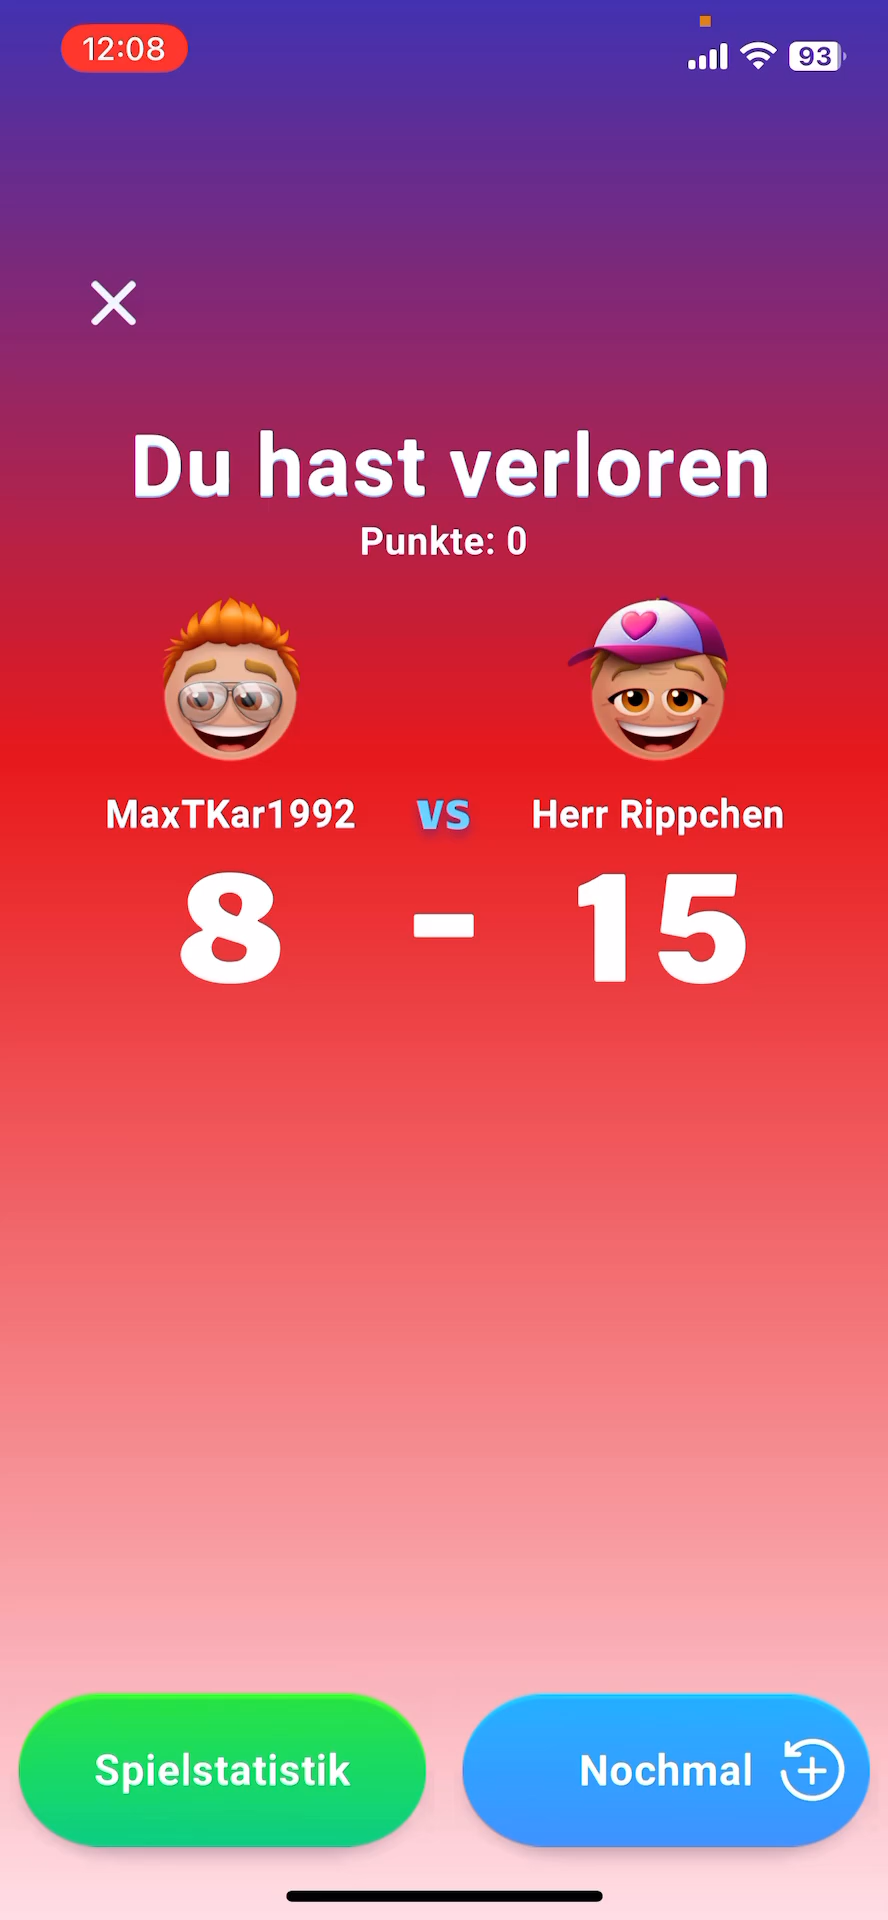 12:08
93
Du hast verloren
Punkte: 0
MaxTKar1992 VS Herr Rippchen
8 - 15
Spielstatistik
Nochmal